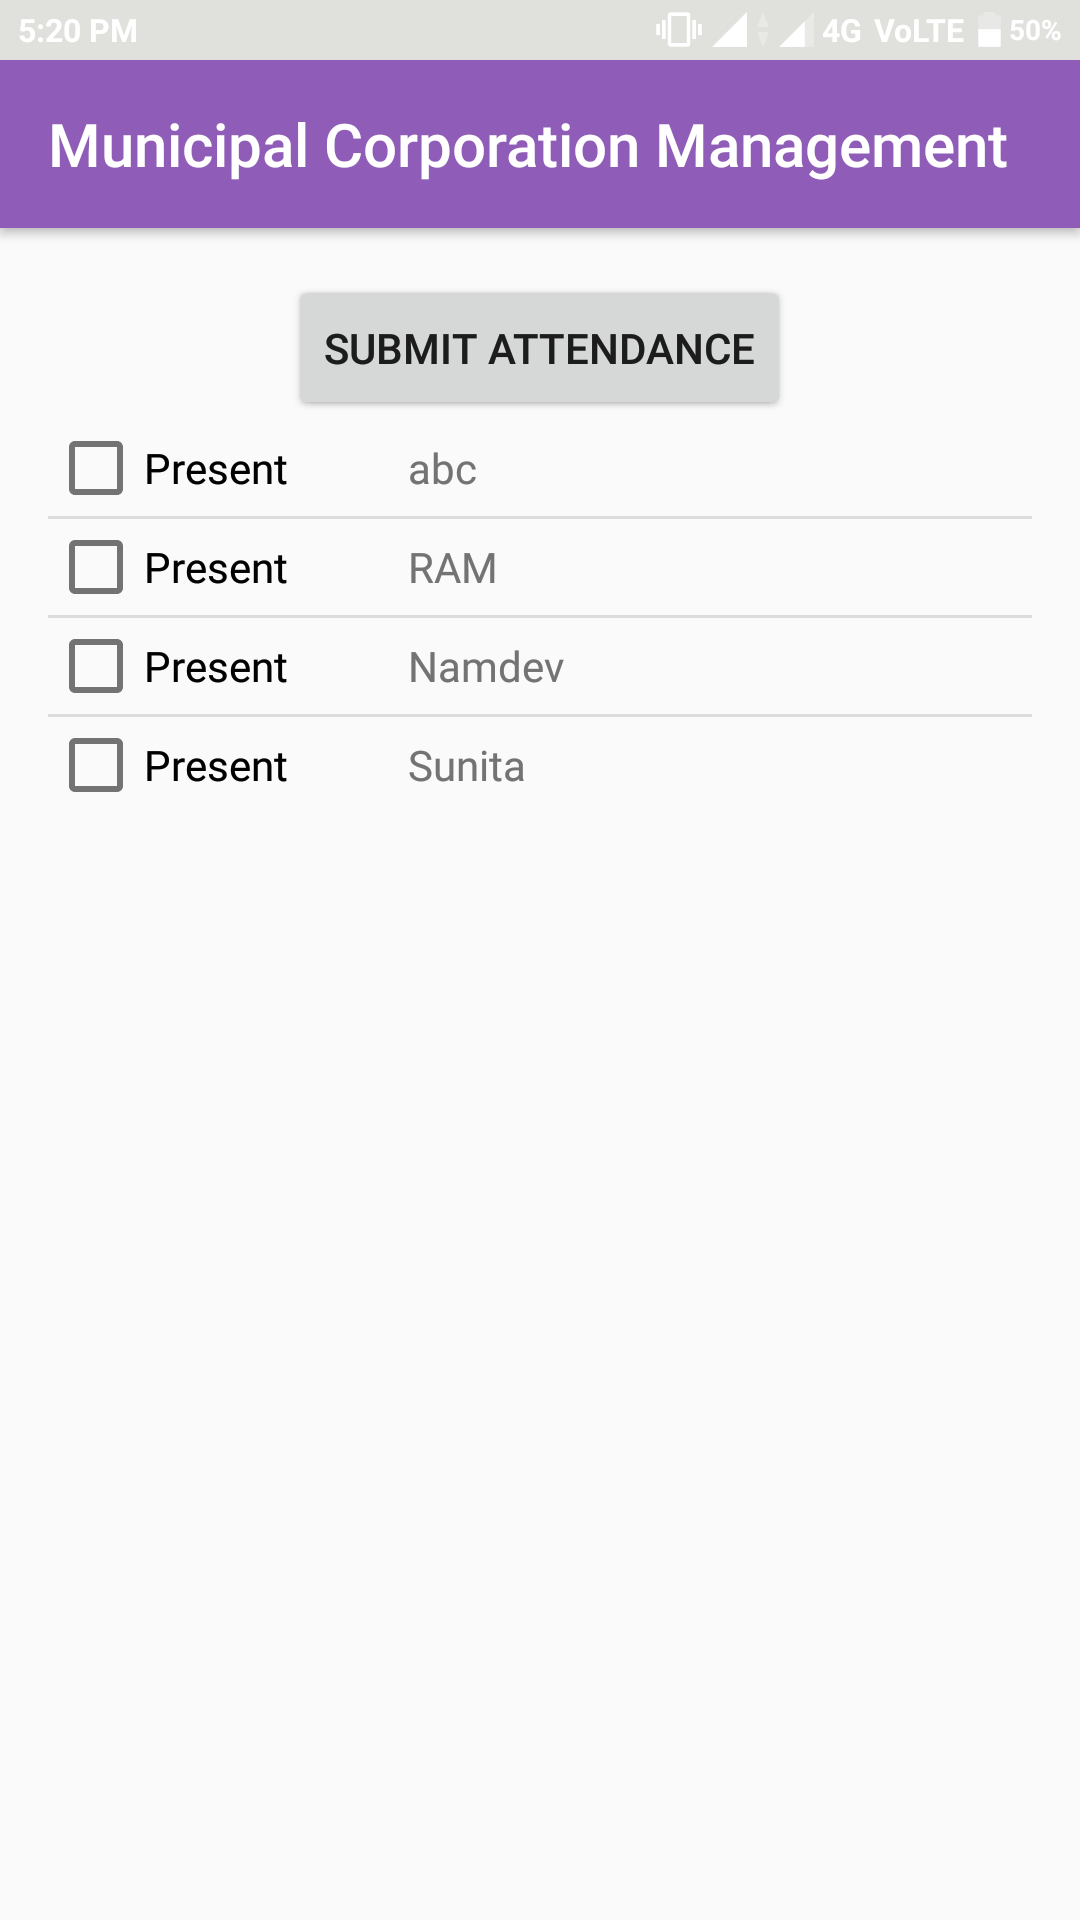 5:20 PM 4G VoLTE 50%
Municipal Corporation Management
SUBMIT ATTENDANCE
Present abc
Present RAM
Present Namdev
Present Sunita